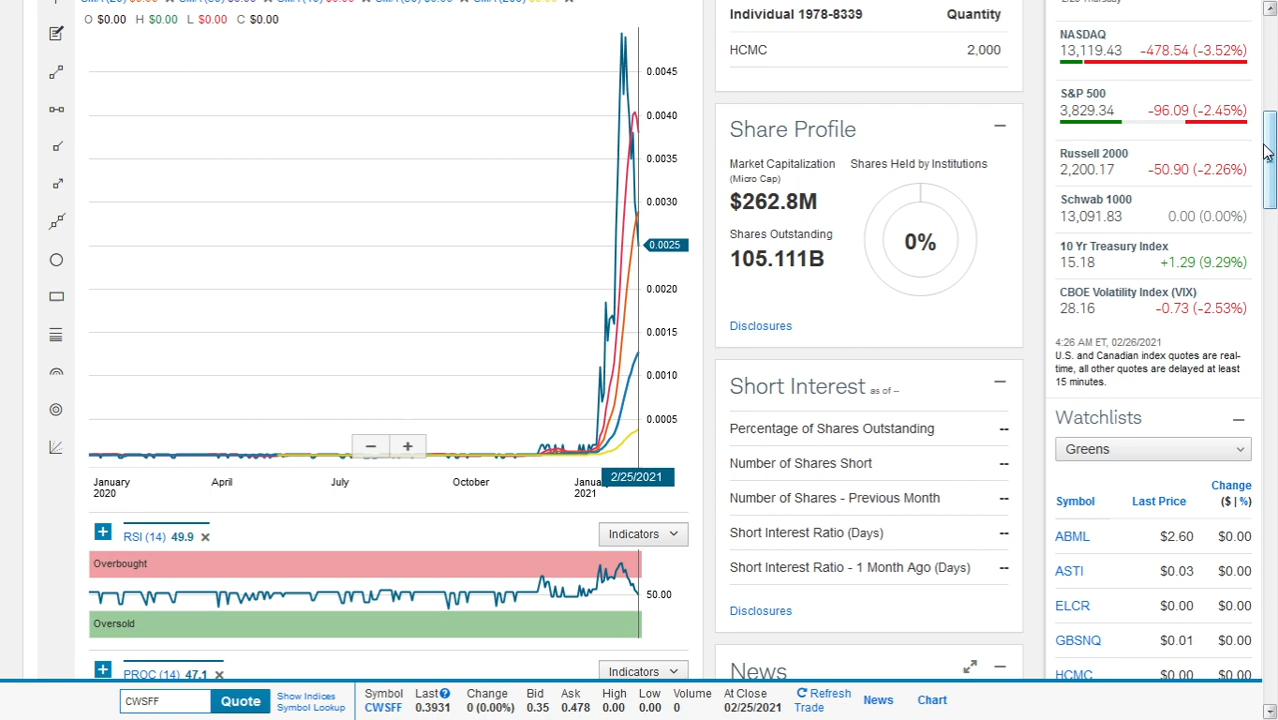 O $0.00 H $0.00 L $0.00 C $0.00
0.0045
0.0040
0.0035
0.0030
0.0025
0.0020
0.0015
0.0010
0.0005
January 2020 April July October
2021
2/25/2021
RSI (14) 49.9
Indicators
Overbought
50.00
Oversold
PROC (14) 47.1
Indicators
Individual 1978-8339 Quantity
HCMC 2,000
Share Profile
Market Capitalization
(Micro Cap)
$262.8M
Shares Outstanding
105.111B
Shares Held by Institutions
0%
Disclosures
Short Interest as of --
Percentage of Shares Outstanding --
Number of Shares Short --
Number of Shares - Previous Month --
Short Interest Ratio (Days) --
Short Interest Ratio - 1 Month Ago (Days) --
Disclosures
News
NASDAQ
13,119.43 -478.54 (-3.52%)
S&P 500
3,829.34 -96.09 (-2.45%)
Russell 2000
2,200.17 -50.90 (-2.26%)
Schwab 1000
13,091.83 0.00 (0.00%)
10 Yr Treasury Index
15.18 +1.29 (9.29%)
CBOE Volatility Index (VIX)
28.16 -0.73 (-2.53%)
4:26 AM ET, 02/26/2021
U.S. and Canadian index quotes are real-
time, all other quotes are delayed at least
15 minutes.
Watchlists
Greens
Symbol Last Price Change ($ | %)
ABML $2.60 $0.00
ASTI $0.03 $0.00
ELCR $0.00 $0.00
GBSNQ $0.01 $0.00
HCMC $0.00 $0.00
CWSFF Quote
Show Indices
Symbol Lookup
Symbol Last Change Bid Ask High Low Volume At Close
CWSFF 0.3931 0 (0.00%) 0.35 0.478 0.00 0.00 0 02/25/2021
Refresh
Trade
News
Chart